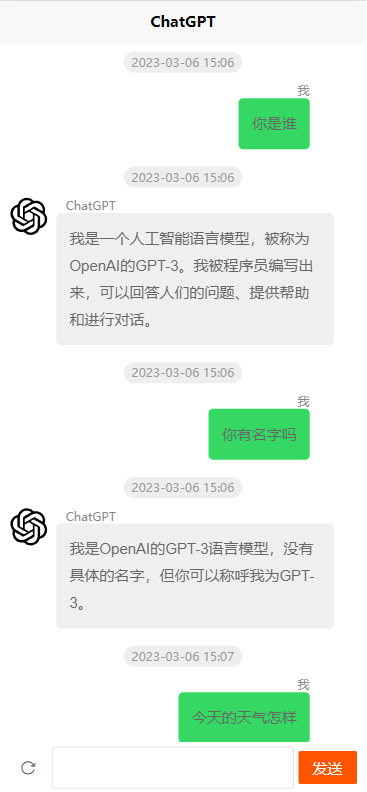 ChatGPT
2023-03-06 15:06
我
你是谁
2023-03-06 15:06
ChatGPT
我是一个人工智能语言模型，被称为
OpenAI的GPT-3。我被程序员编写出
来，可以回答人们的问题、提供帮助
和进行对话。
2023-03-06 15:06
我
你有名字吗
2023-03-06 15:06
ChatGPT
我是OpenAI的GPT-3语言模型，没有
具体的名字，但你可以称呼我为GPT-
3。
2023-03-06 15:07
我
今天的天气怎样
发送